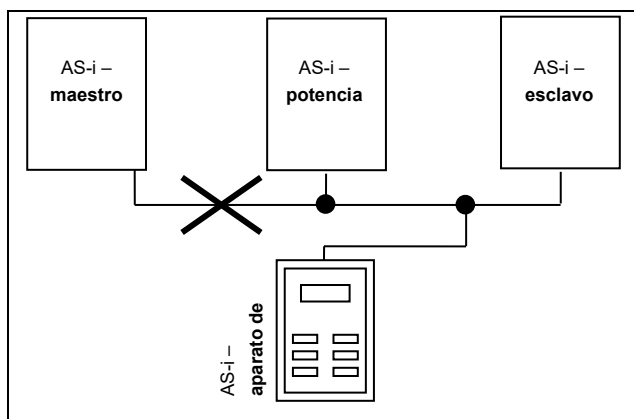 AS-i –
maestro
AS-i –
potencia
AS-i –
esclavo
AS-i –
aparato de